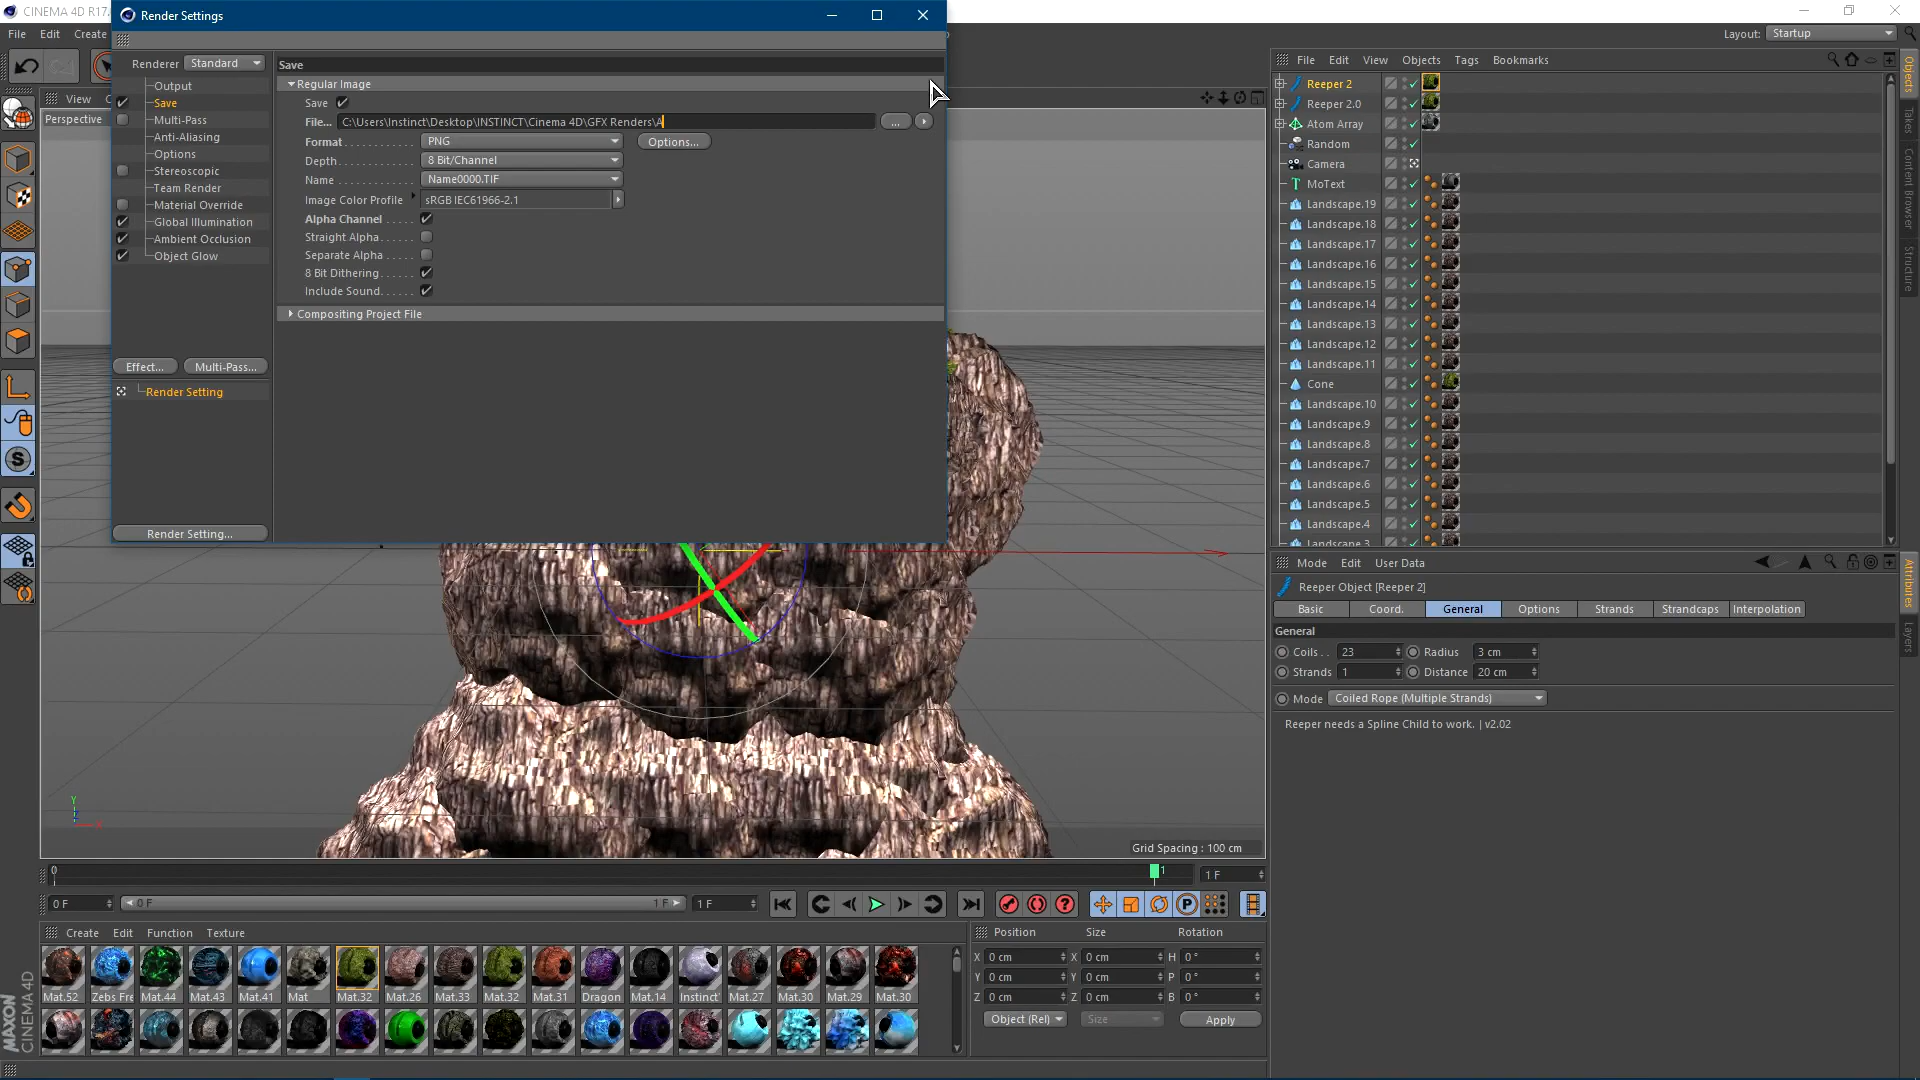 CINEMA 4D R17.
Render Settings
File Edit Create
Layout: Startup
Renderer Standard
Output
Save
Multi-Pass
Anti-Aliasing
Options
Stereoscopic
Team Render
Material Override
Global Illumination
Ambient Occlusion
Object Glow
Effect... Multi-Pass...
Render Setting
Render Setting...
Save
Regular Image
Save
File... C:\Users\Instinct\Desktop\INSTINCT\Cinema 4D\GFX Renders\A
Format PNG Options...
Depth 8 Bit/Channel
Name Name0000.TIF
Image Color Profile sRGB IEC61966-2.1
Alpha Channel
Straight Alpha
Separate Alpha
8 Bit Dithering
Include Sound
Compositing Project File
View
Perspective
Y
Grid Spacing : 100 cm
File Edit View Objects Tags Bookmarks
Reeper 2
Reeper 2.0
Atom Array
Random
Camera
MoText
Landscape.19
Landscape.18
Landscape.17
Landscape.16
Landscape.15
Landscape.14
Landscape.13
Landscape.12
Landscape.11
Cone
Landscape.10
Landscape.9
Landscape.8
Landscape.7
Landscape.6
Landscape.5
Landscape.4
Landscape.3
Objects
Takes
Content Browser
Structure
Mode Edit User Data
Reeper Object [Reeper 2]
Basic Coord. General Options Strands Strandcaps Interpolation
General
Coils . . 23 Radius 3 cm
Strands 1 Distance 20 cm
Mode Coiled Rope (Multiple Strands)
Reeper needs a Spline Child to work. | v2.02
Attributes
Layers
0 1 1 F
0 F 0 F 1 F 1 F
Create Edit Function Texture
Mat.52 Zebs Fre Mat.44 Mat.43 Mat.41 Mat Mat.32 Mat.26 Mat.33 Mat.32 Mat.31 Dragon Mat.14 Instinct' Mat.27 Mat.30 Mat.29 Mat.30
Position Size Rotation
X 0 cm X 0 cm H 0 °
Y 0 cm Y 0 cm P 0 °
Z 0 cm Z 0 cm B 0 °
Object (Rel) Size Apply
MAXON
CINEMA 4D